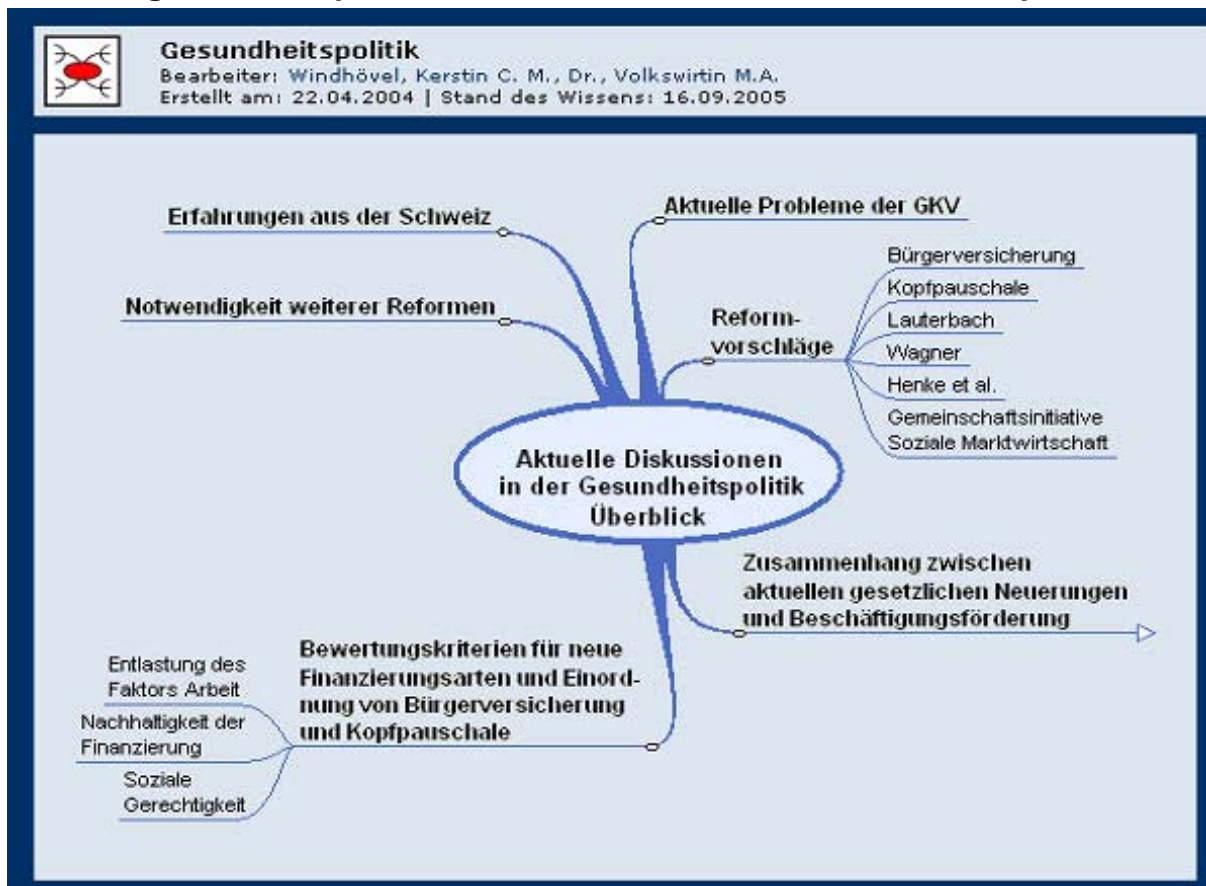 Gesundheitspolitik
Bearbeiter: Windhövel, Kerstin C. M., Dr., Volkswirtin M.A.
Erstellt am: 22.04.2004 | Stand des Wissens: 16.09.2005
Erfahrungen aus der Schweiz
Notwendigkeit weiterer Reformen
Aktuelle Probleme der GKV
Reform-
vorschläge
Bürgerversicherung
Kopfpauschale
Lauterbach
Wagner
Henke et al.
Gemeinschaftsinitiative
Soziale Marktwirtschaft
Aktuelle Diskussionen
in der Gesundheitspolitik
Überblick
Zusammenhang zwischen
aktuellen gesetzlichen Neuerungen
und Beschäftigungsförderung
Bewertungskriterien für neue
Finanzierungsarten und Einord-
nung von Bürgerversicherung
und Kopfpauschale
Entlastung des
Faktors Arbeit
Nachhaltigkeit der
Finanzierung
Soziale
Gerechtigkeit